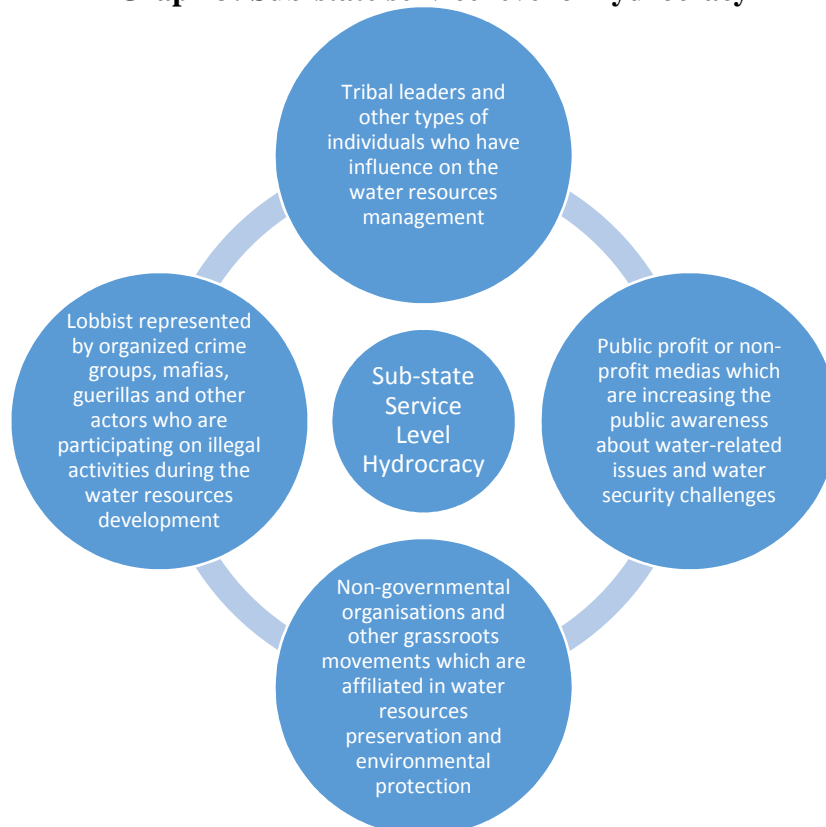 Tribal leaders and
other types of
individuals who have
influence on the
water resources
management
Lobbist represented
by organized crime
groups, mafias,
guerillas and other
actors who are
participating on illegal
activities during the
water resources
development
Sub-state
Service
Level
Hydrocracy
Public profit or non-
profit medias which
are increasing the
public awareness
about water-related
issues and water
security challenges
Non-governmental
organisations and
other grassroots
movements which are
affiliated in water
resources
preservation and
environmental
protection